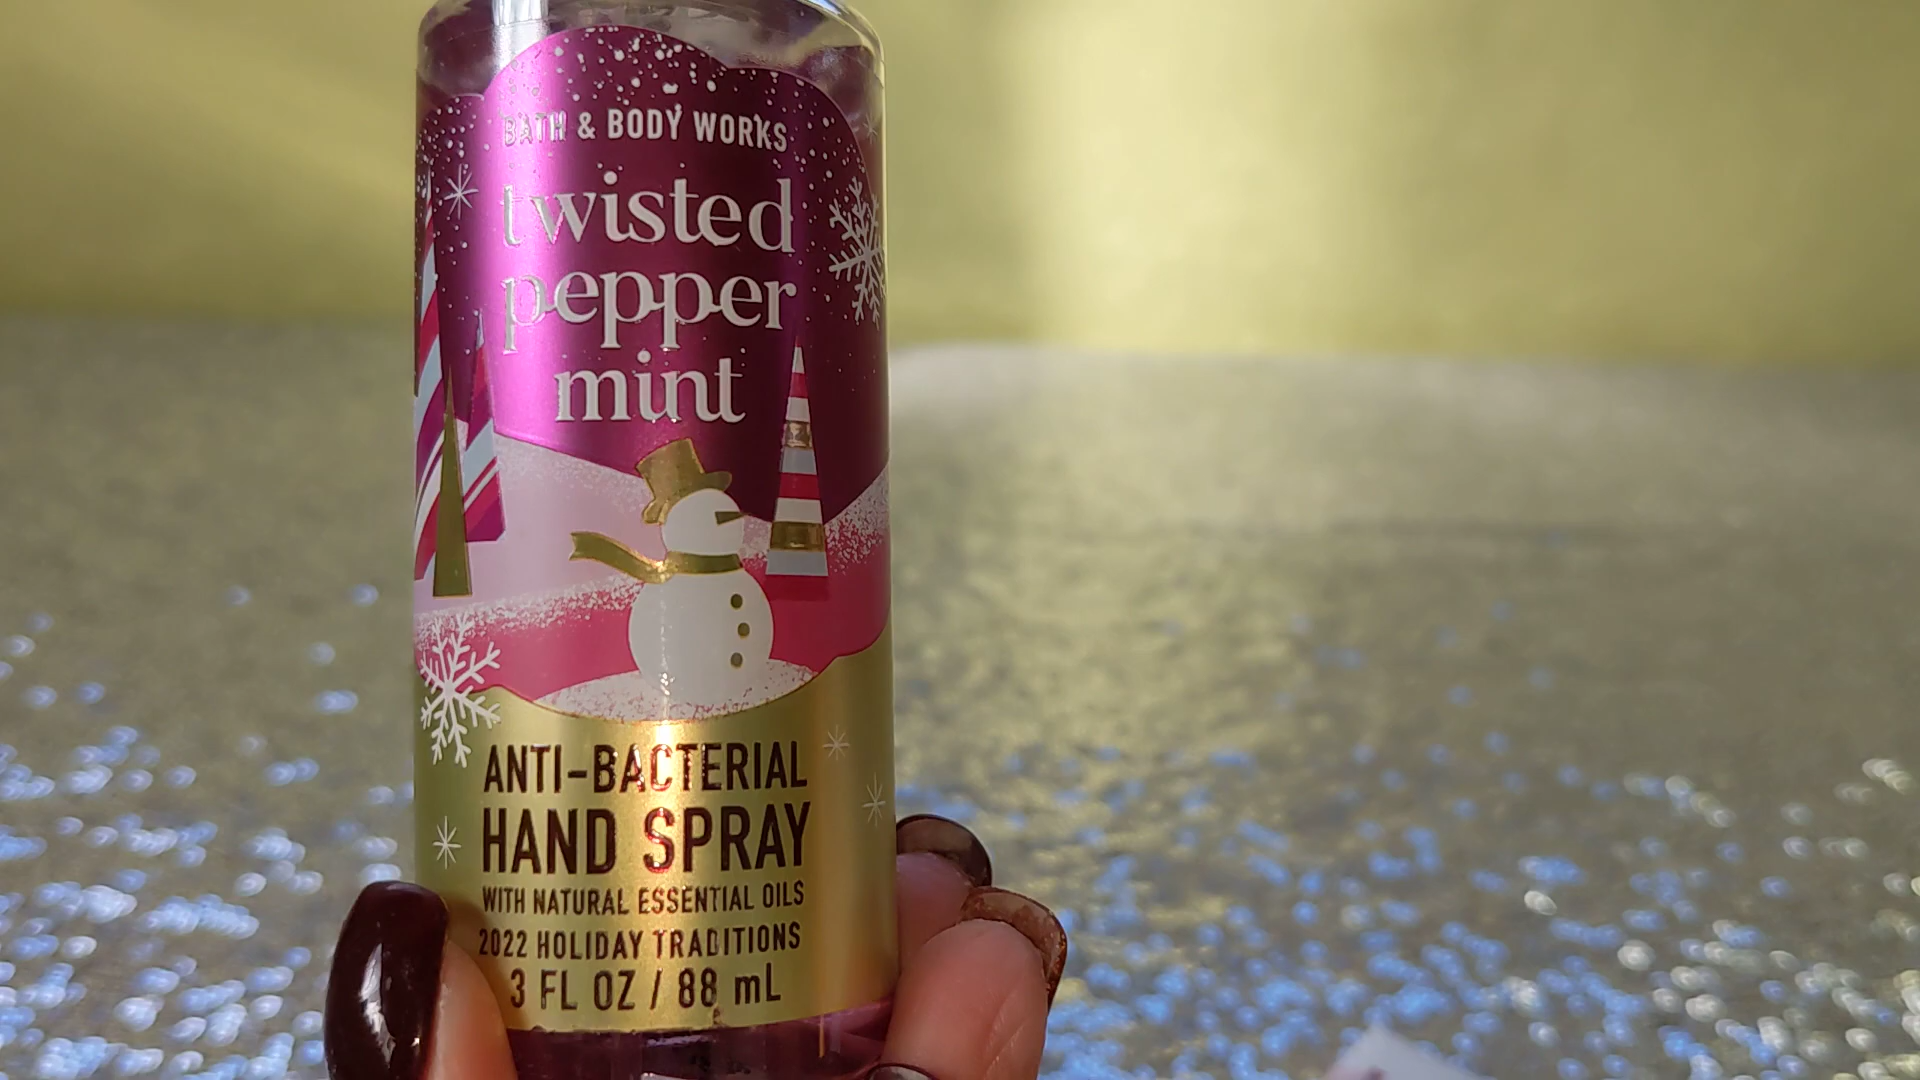 BATH & BODY WORKS
twisted
pepper
mint
ANTI-BACTERIAL
HAND SPRAY
WITH NATURAL ESSENTIAL OILS
2022 HOLIDAY TRADITIONS
3 FL OZ / 88 mL